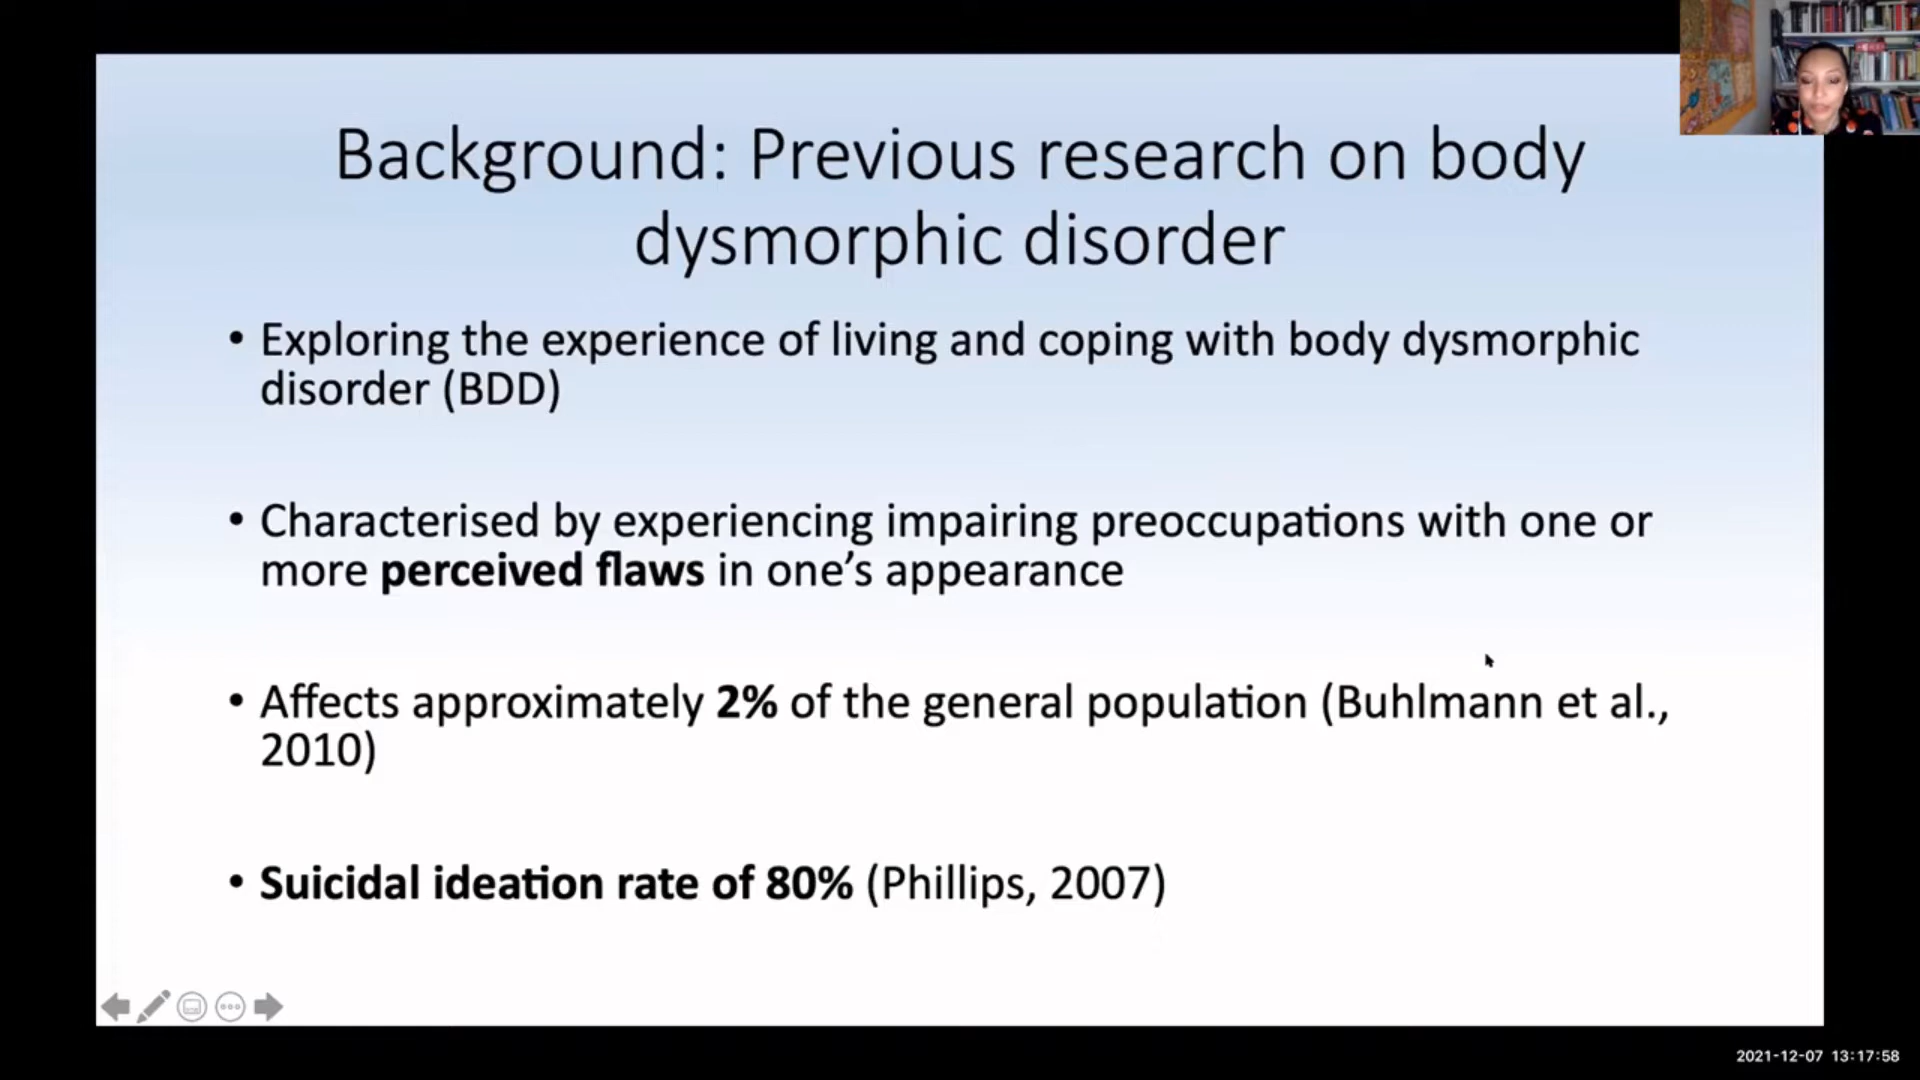 Background: Previous research on body
dysmorphic disorder
• Exploring the experience of living and coping with body dysmorphic
disorder (BDD)
• Characterised by experiencing impairing preoccupations with one or
more perceived flaws in one’s appearance
• Affects approximately 2% of the general population (Buhlmann et al.,
2010)
• Suicidal ideation rate of 80% (Phillips, 2007)
2021-12-07 13:17:58